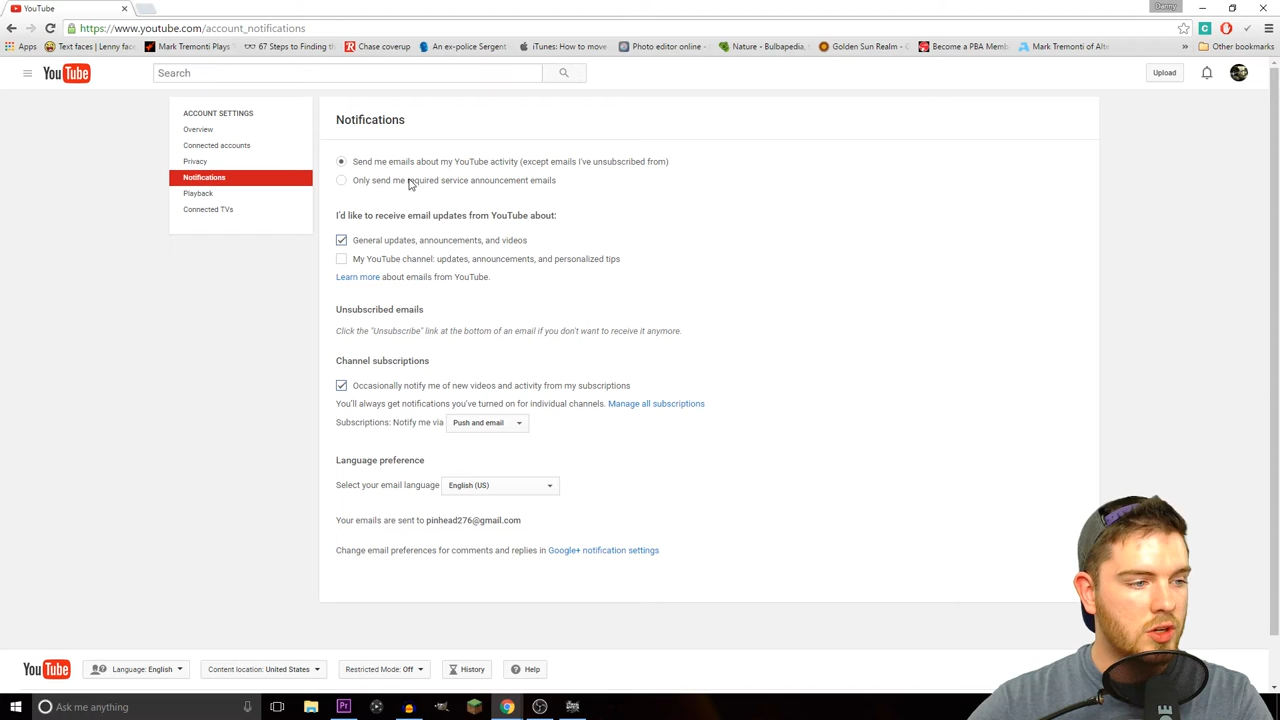 Danny
YouTube
https://www.youtube.com/account_notifications
Apps
Text faces | Lenny face
Mark Tremonti Plays
67 Steps to Finding th
Chase coverup
An ex-police Sergent
iTunes: How to move
Photo editor online -
Nature - Bulbapedia,
Golden Sun Realm -
Become a PBA Memb
Mark Tremonti of Alte
»
Other bookmarks
YouTube
Search
Upload
ACCOUNT SETTINGS
Overview
Connected accounts
Privacy
Notifications
Playback
Connected TVs
Notifications
Send me emails about my YouTube activity (except emails I've unsubscribed from)
Only send me required service announcement emails
I'd like to receive email updates from YouTube about:
General updates, announcements, and videos
My YouTube channel: updates, announcements, and personalized tips
Learn more about emails from YouTube.
Unsubscribed emails
Click the "Unsubscribe" link at the bottom of an email if you don't want to receive it anymore.
Channel subscriptions
Occasionally notify me of new videos and activity from my subscriptions
You'll always get notifications you've turned on for individual channels. Manage all subscriptions
Subscriptions: Notify me via Push and email
Language preference
Select your email language English (US)
Your emails are sent to pinhead276@gmail.com
Change email preferences for comments and replies in Google+ notification settings
YouTube
Language: English
Content location: United States
Restricted Mode: Off
History
Help
Ask me anything
Pr